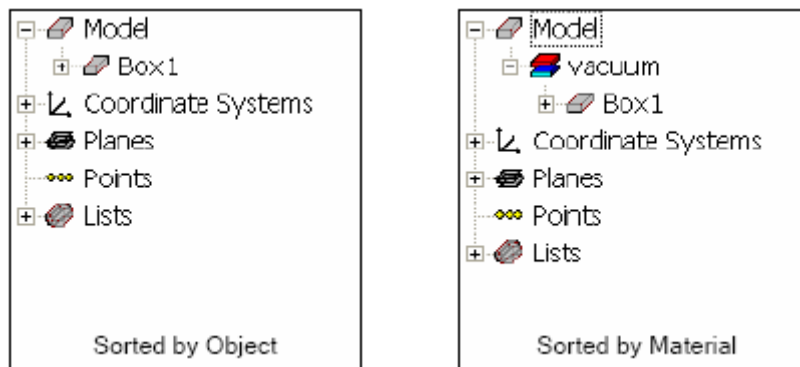 Model
Box1
Coordinate Systems
Planes
Points
Lists
Sorted by Object
Model
vacuum
Box1
Coordinate Systems
Planes
Points
Lists
Sorted by Material